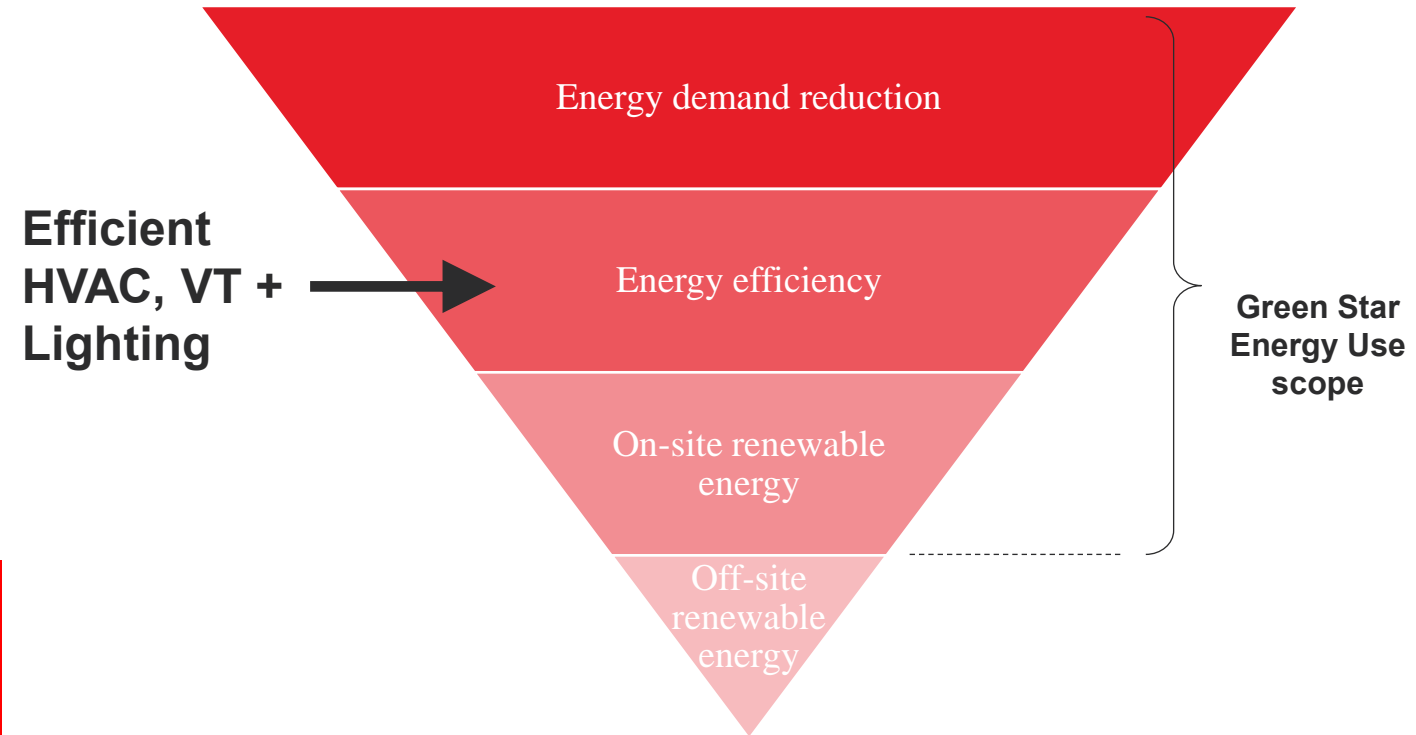 Energy demand reduction
Efficient
HVAC, VT +
Lighting
Energy efficiency
Green Star
Energy Use
scope
On-site renewable
energy
Off-site
renewable
energy